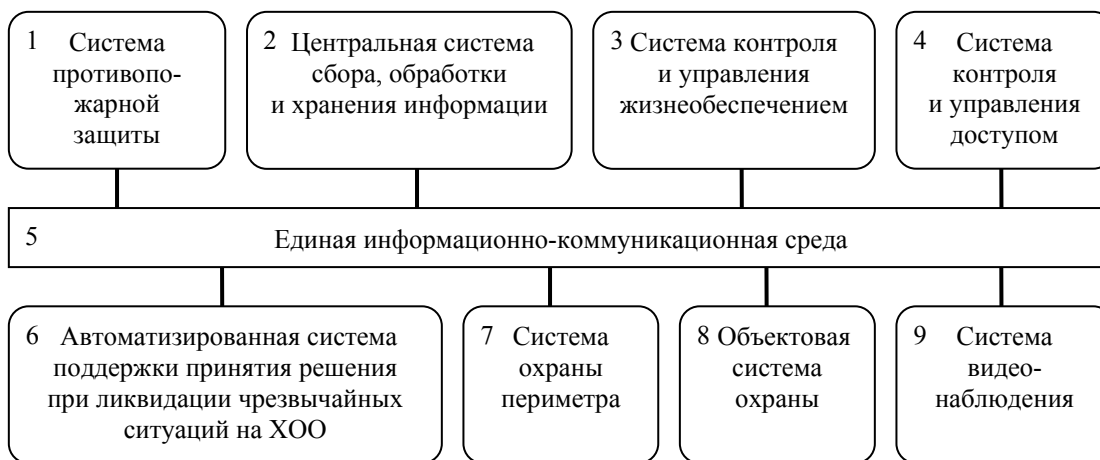 1 Система
противопо-
жарной
защиты
2 Центральная система
сбора, обработки
и хранения информации
3 Система контроля
и управления
жизнеобеспечением
4 Система
контроля
и управления
доступом
5 Единая информационно-коммуникационная среда
6 Автоматизированная система
поддержки принятия решения
при ликвидации чрезвычайных
ситуаций на ХОО
7 Система
охраны
периметра
8 Объектовая
система
охраны
9 Система
видео-
наблюдения